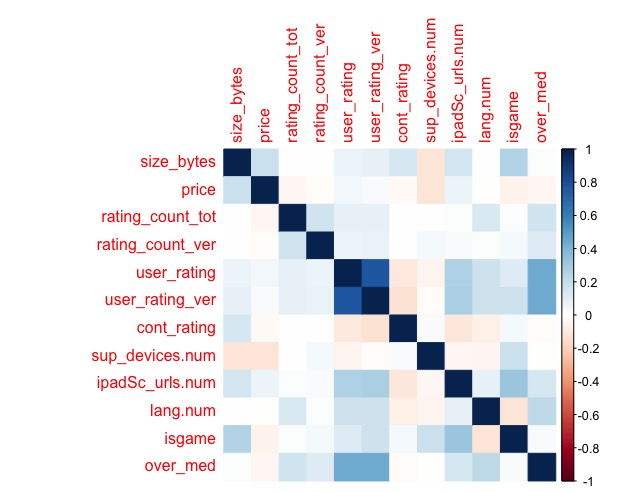 size_bytes
price
rating_count_tot
rating_count_ver
user_rating
user_rating_ver
cont_rating
sup_devices.num
ipadSc_urls.num
lang.num
isgame
over_med
size_bytes
price
rating_count_tot
rating_count_ver
user_rating
user_rating_ver
cont_rating
sup_devices.num
ipadSc_urls.num
lang.num
isgame
over_med
1
0.8
0.6
0.4
0.2
0
-0.2
-0.4
-0.6
-0.8
-1